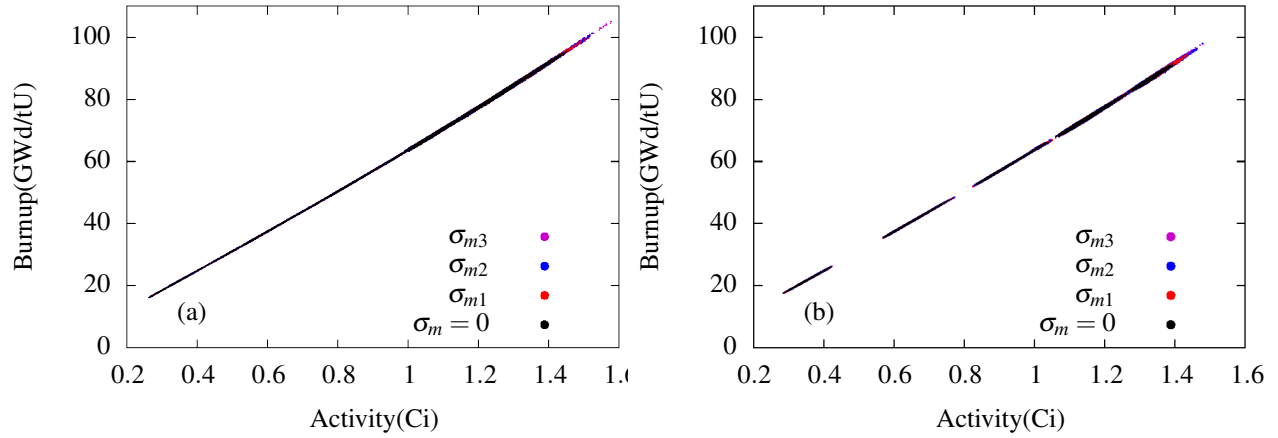 Burnup(GWd/tU)
100
80
60
40
20
0
σm3
σm2
σm1
σm = 0
(a)
0.2 0.4 0.6 0.8 1 1.2 1.4 1.6
Activity(Ci)
Burnup(GWd/tU)
100
80
60
40
20
0
σm3
σm2
σm1
σm = 0
(b)
0.2 0.4 0.6 0.8 1 1.2 1.4 1.6
Activity(Ci)